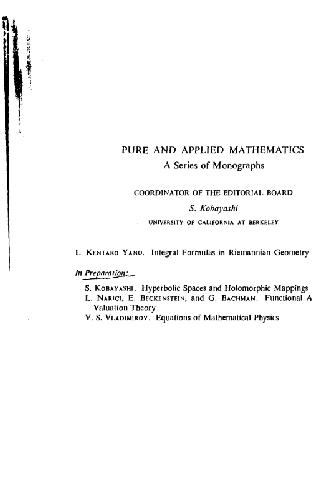 PURE AND APPLIED MATHEMATICS
A Series of Monographs
COORDINATOR OF THE EDITORIAL BOARD
S. Kobayashi
UNIVERSITY OF CALIFORNIA AT BERKELEY
1. KENTARO YANO. Integral Formulas in Riemannian Geometry
In Preparation:
S. KOBAYASHI. Hyperbolic Spaces and Holomorphic Mappings
L. NARICI, E. BECKENSTEIN, and G. BACHMAN. Functional A
Valuation Theory
V. S. VLADIMIROV. Equations of Mathematical Physics